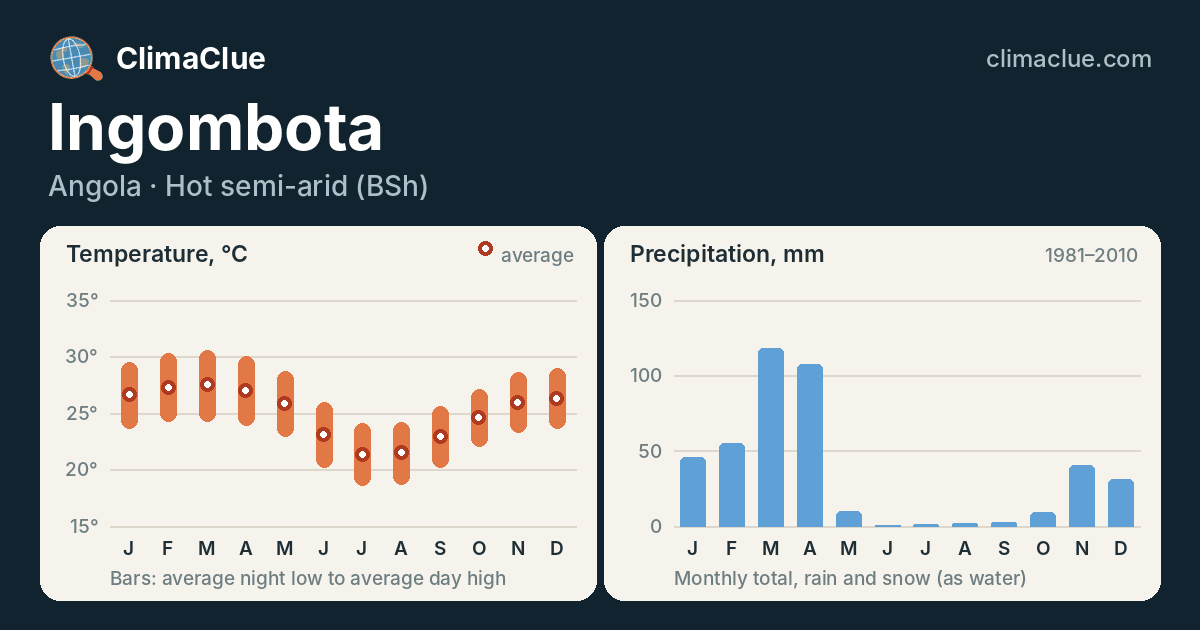 ClimaClue
climaclue.com
Ingombota
Angola · Hot semi-arid (BSh)
Temperature, °C
average
35°
30°
25°
20°
15°
J F M A M J J A S O N D
Bars: average night low to average day high
Precipitation, mm
1981–2010
150
100
50
0
J F M A M J J A S O N D
Monthly total, rain and snow (as water)